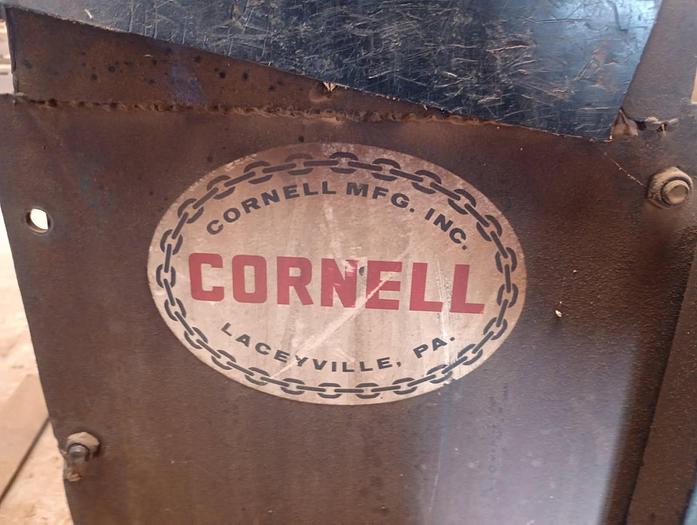 CORNELL MFG. INC.
CORNELL
LACEYVILLE, PA.